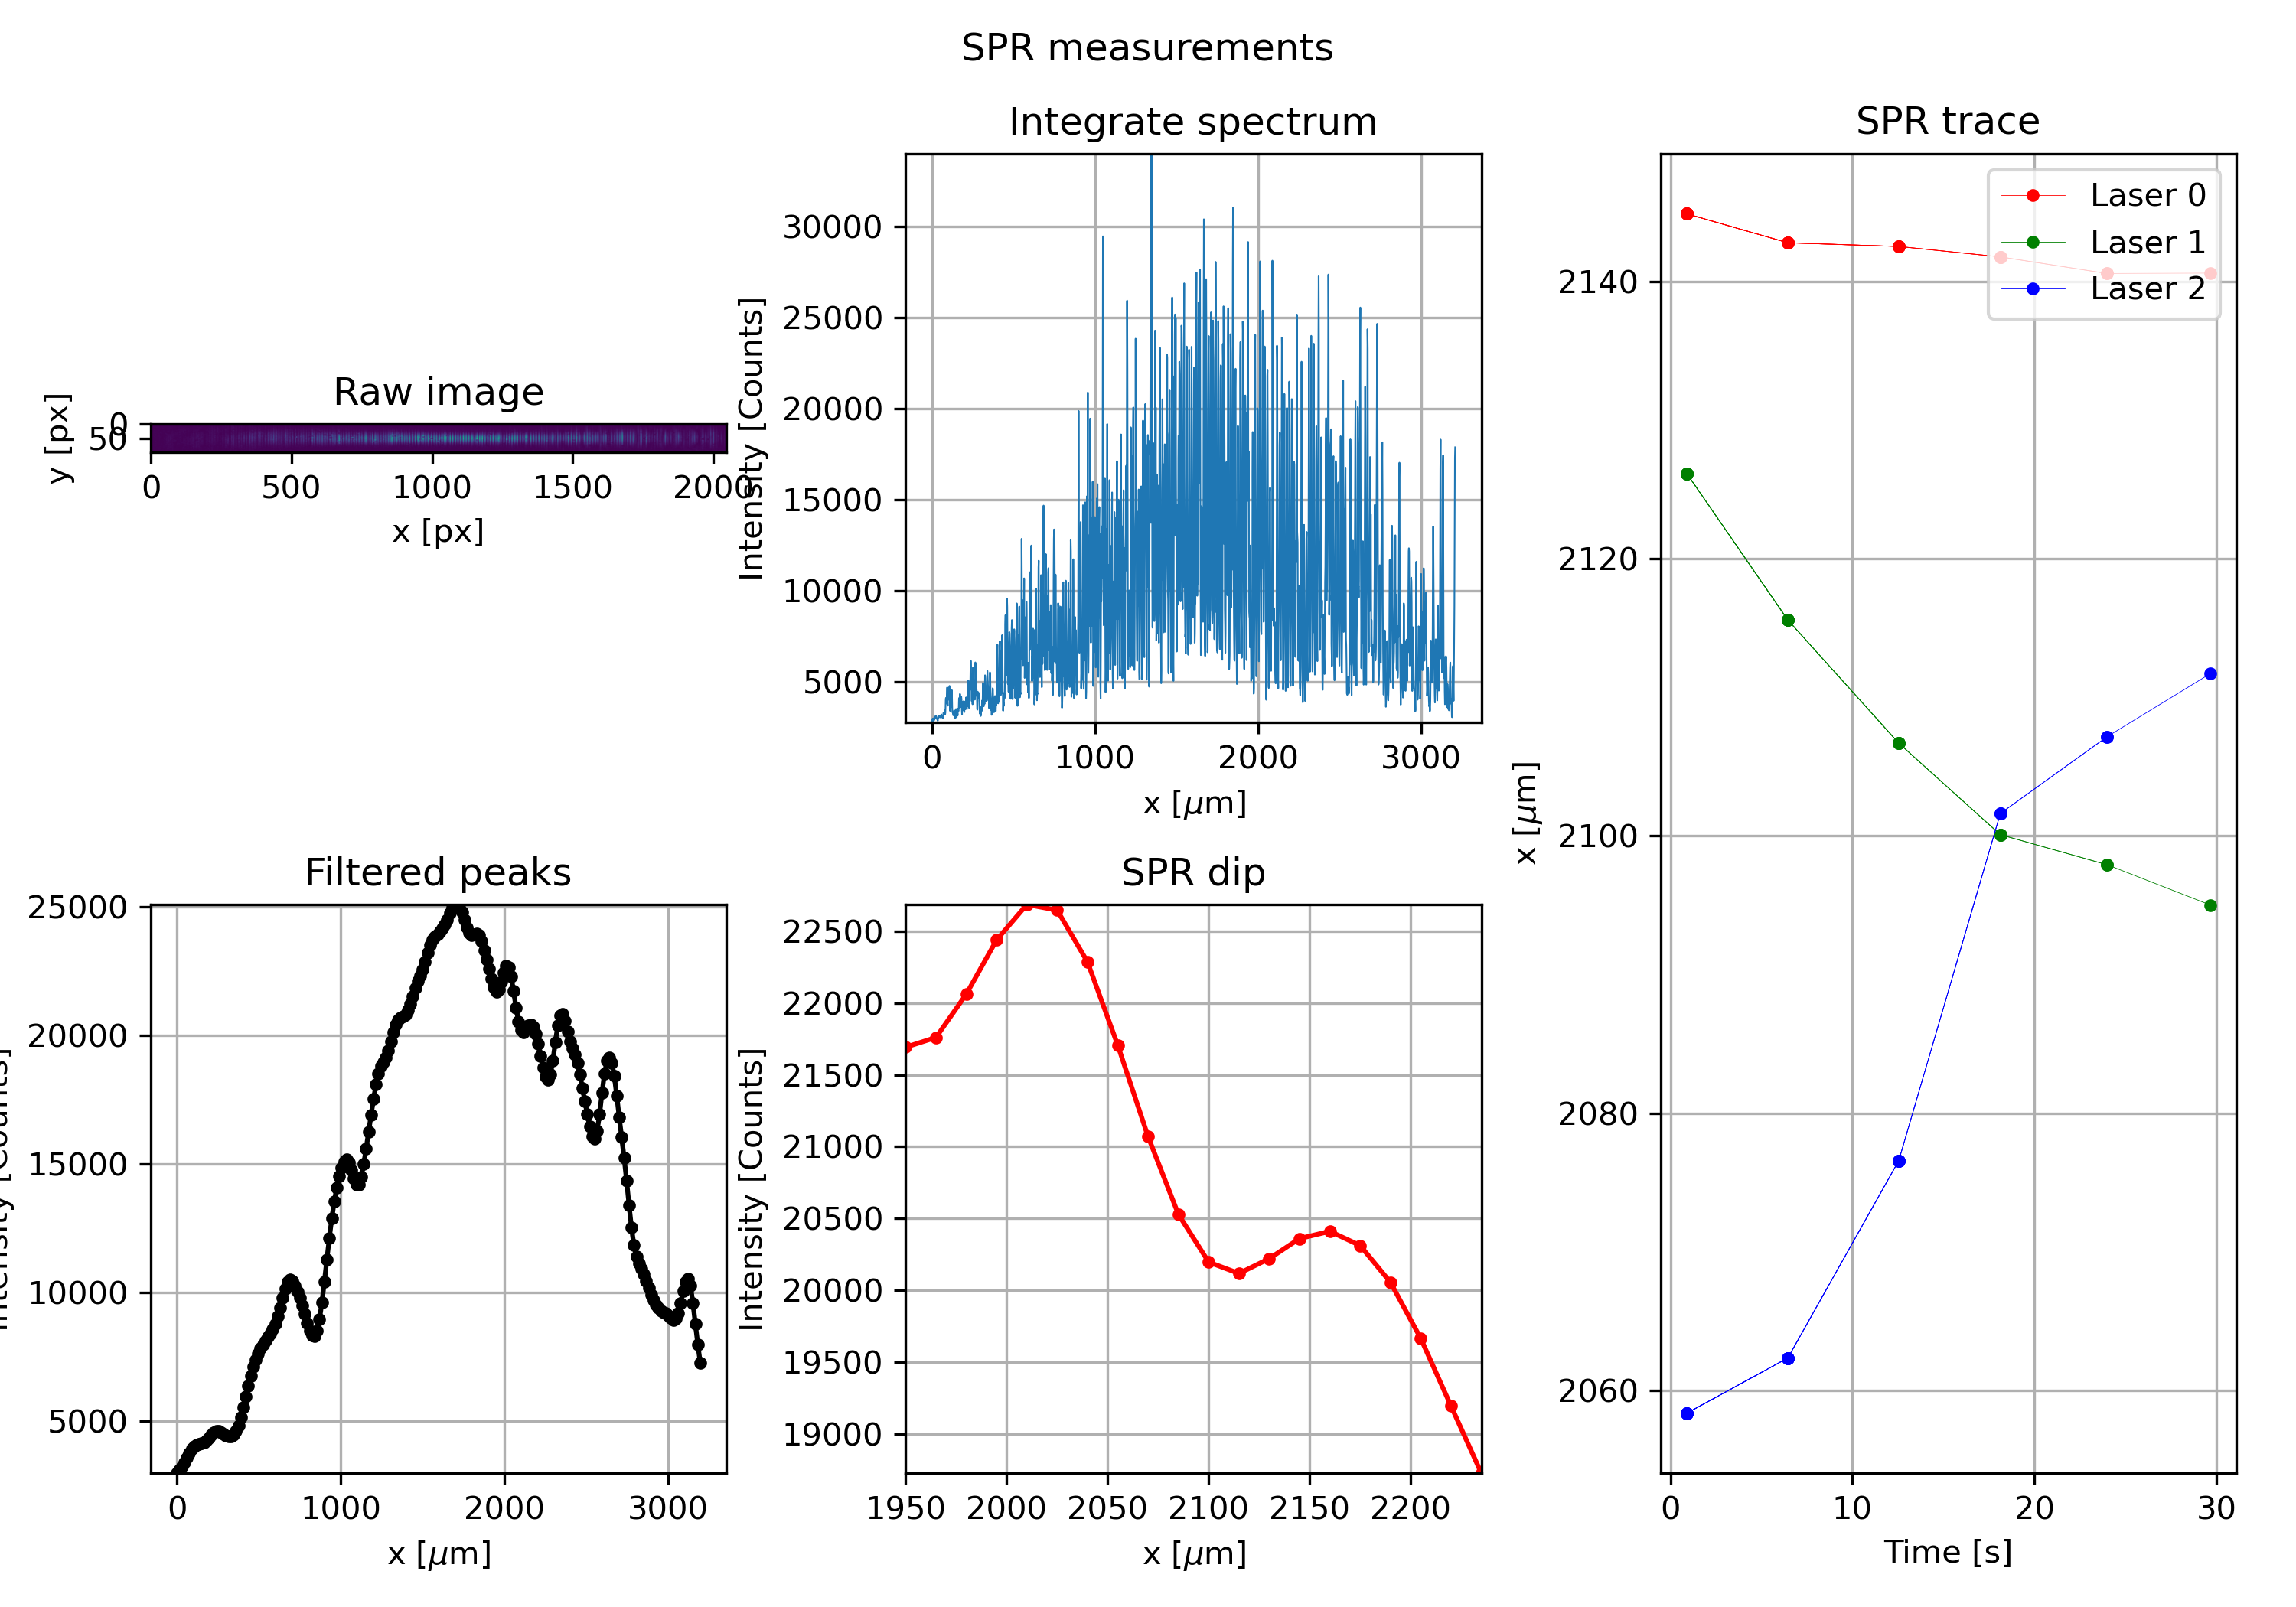 SPR measurements
Raw image
y [px]
0
50
0 500 1000 1500 2000
x [px]
Integrate spectrum
Intensity [Counts]
30000
25000
20000
15000
10000
5000
0 1000 2000 3000
x [μm]
SPR trace
Laser 0
Laser 1
Laser 2
x [μm]
2140
2120
2100
2080
2060
0 10 20 30
Time [s]
Filtered peaks
Intensity [Counts]
25000
20000
15000
10000
5000
0 1000 2000 3000
x [μm]
SPR dip
Intensity [Counts]
22500
22000
21500
21000
20500
20000
19500
19000
1950 2000 2050 2100 2150 2200
x [μm]